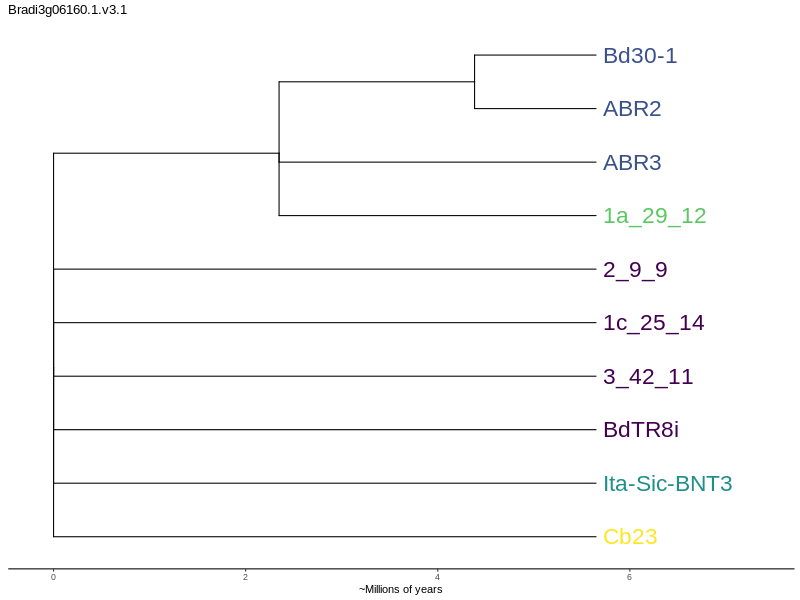 Bradi3g06160.1.v3.1
Bd30-1
ABR2
ABR3
1a_29_12
2_9_9
1c_25_14
3_42_11
BdTR8i
Ita-Sic-BNT3
Cb23
0 2 4 6
~Millions of years